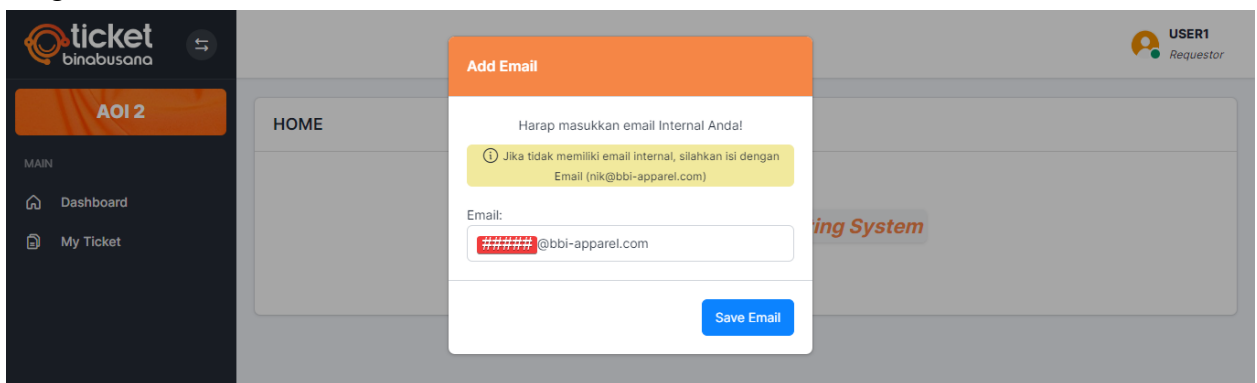 ticket
binabusana
USER1
Requestor
Add Email
AOI 2
HOME
Harap masukkan email Internal Anda!
Jika tidak memiliki email internal, silahkan isi dengan
Email (nik@bbi-apparel.com)
MAIN
Dashboard
My Ticket
Email:
######@bbi-apparel.com
ing System
Save Email